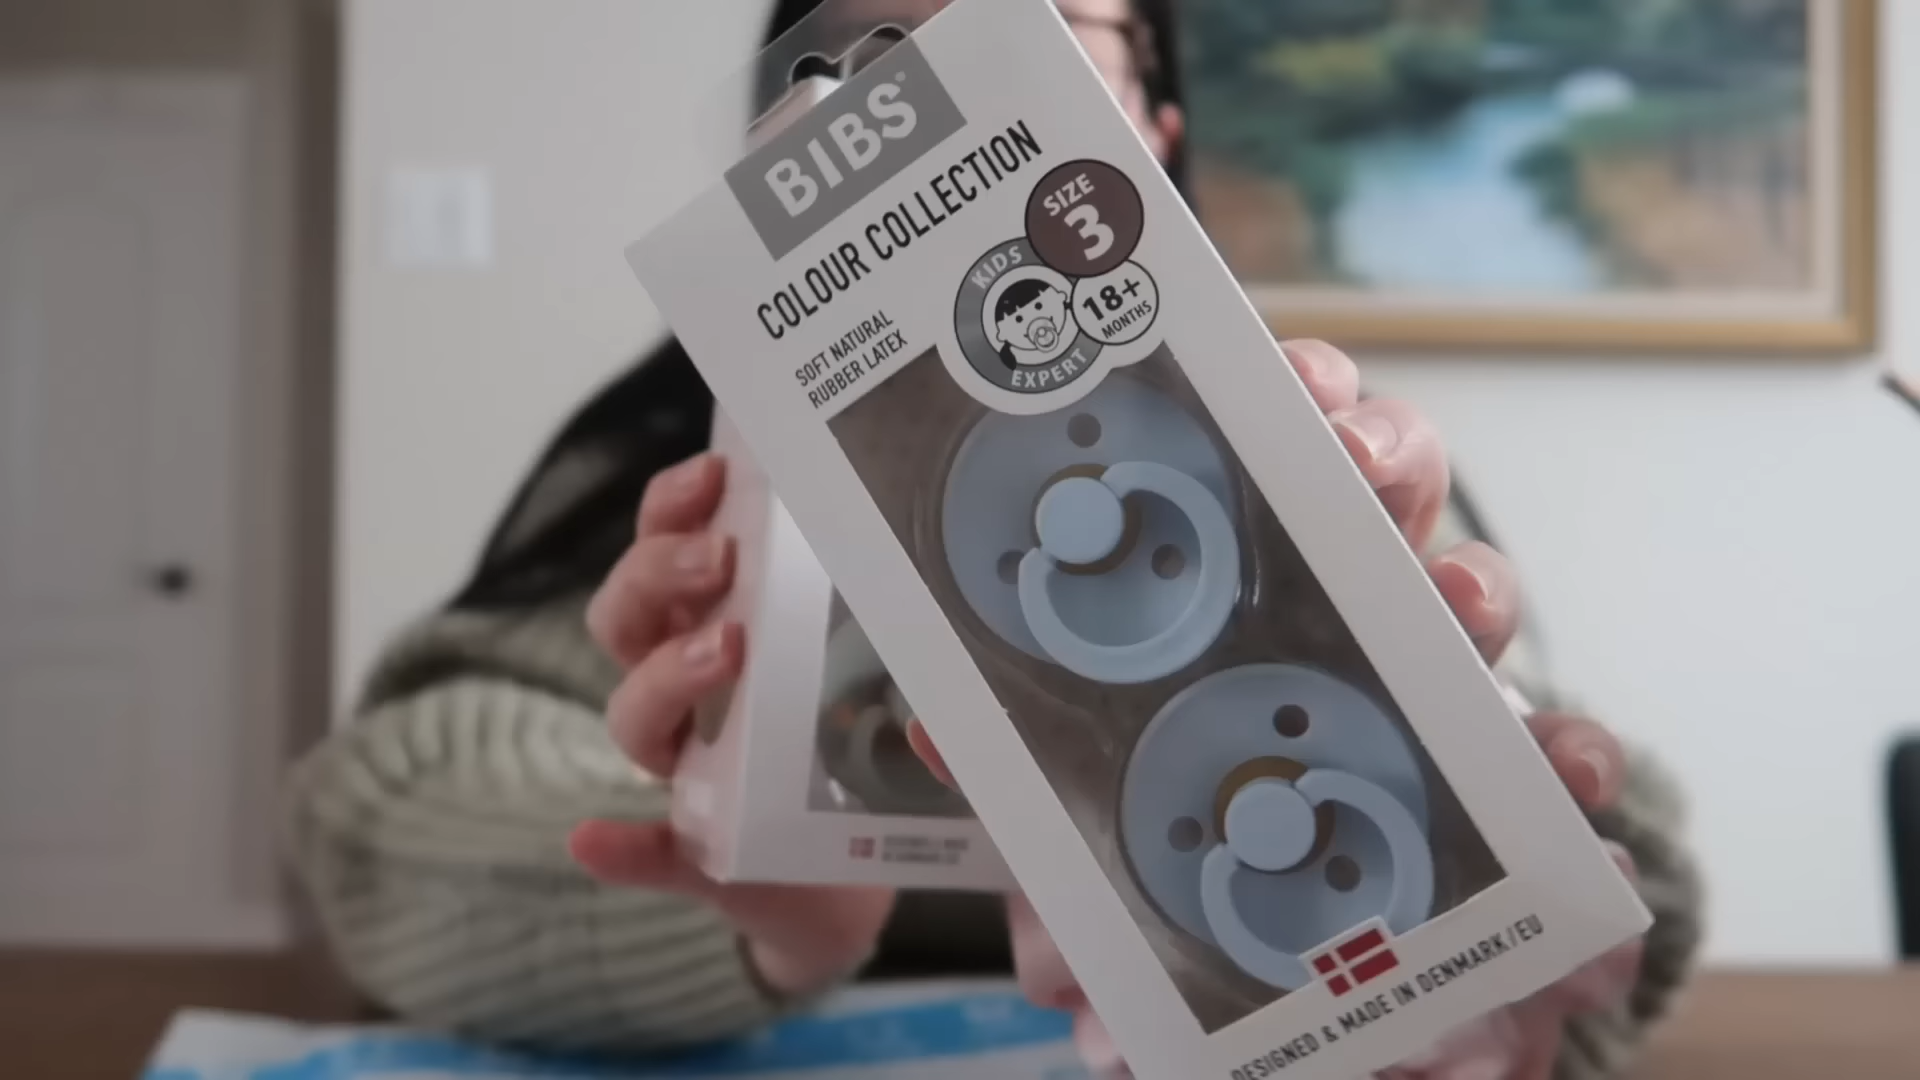 BIBS
COLOUR COLLECTION
SOFT NATURAL
RUBBER LATEX
SIZE
3
KIDS
EXPERT
18+
MONTHS
DESIGNED & MADE IN DENMARK/EU